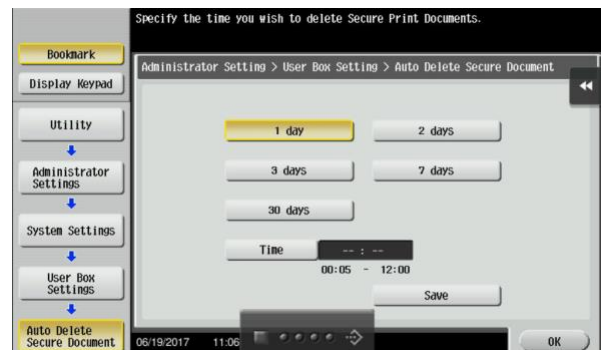 Specify the time you wish to delete Secure Print Documents.
Bookmark
Display Keypad
Utility
Administrator
Settings
System Settings
User Box
Settings
Auto Delete
Secure Document
Administrator Setting > User Box Setting > Auto Delete Secure Document
1 day
2 days
3 days
7 days
30 days
Time
-- : --
00:05 - 12:00
Save
06/19/2017 11:06
OK